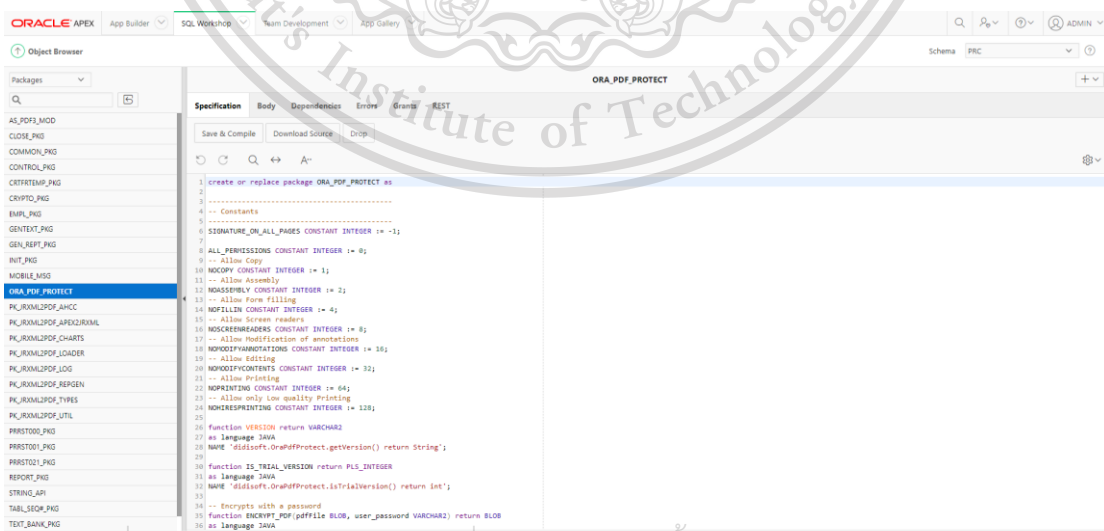 ORACLE APEX App Builder SQL Workshop Team Development App Gallery ADMIN
Object Browser Schema PRC
Packages ORA_PDF_PROTECT
Specification Body Dependencies Errors Grants REST
Save & Compile Download Source Drop
AS_PDF3_MOD
CLOSE_PKG
COMMON_PKG
CONTROL_PKG
CRTFRTEMP_PKG
CRYPTO_PKG
EMPL_PKG
GENTEXT_PKG
GEN_REPT_PKG
INIT_PKG
MOBILE_MSG
ORA_PDF_PROTECT
PK_JRXML2PDF_AHCC
PK_JRXML2PDF_APEX2JRXML
PK_JRXML2PDF_CHARTS
PK_JRXML2PDF_LOADER
PK_JRXML2PDF_LOG
PK_JRXML2PDF_REPGEN
PK_JRXML2PDF_TYPES
PK_JRXML2PDF_UTIL
PRRST000_PKG
PRRST001_PKG
PRRST021_PKG
REPORT_PKG
STRING_API
TABL_SEQ#_PKG
TEXT_BANK_PKG
1 create or replace package ORA_PDF_PROTECT as
2
3 --------------------------------------------
4 -- Constants
5 --------------------------------------------
6 SIGNATURE_ON_ALL_PAGES CONSTANT INTEGER := -1;
7
8 ALL_PERMISSIONS CONSTANT INTEGER := 0;
9 -- Allow Copy
10 NOCOPY CONSTANT INTEGER := 1;
11 -- Allow Assembly
12 NOASSEMBLY CONSTANT INTEGER := 2;
13 -- Allow Form filling
14 NOFILLIN CONSTANT INTEGER := 4;
15 -- Allow Screen readers
16 NOSCREENREADERS CONSTANT INTEGER := 8;
17 -- Allow Modification of annotations
18 NOMODIFYANNOTATIONS CONSTANT INTEGER := 16;
19 -- Allow Editing
20 NOMODIFYCONTENTS CONSTANT INTEGER := 32;
21 -- Allow Printing
22 NOPRINTING CONSTANT INTEGER := 64;
23 -- Allow only Low quality Printing
24 NOHIRESPRINTING CONSTANT INTEGER := 128;
25
26 function VERSION return VARCHAR2
27 as language JAVA
28 NAME 'didisoft.OraPdfProtect.getVersion() return String';
29
30 function IS_TRIAL_VERSION return PLS_INTEGER
31 as language JAVA
32 NAME 'didisoft.OraPdfProtect.isTrialVersion() return int';
33
34 -- Encrypts with a password
35 function ENCRYPT_PDF(pdfFile BLOB, user_password VARCHAR2) return BLOB
36 as language JAVA
Institute of Technolog